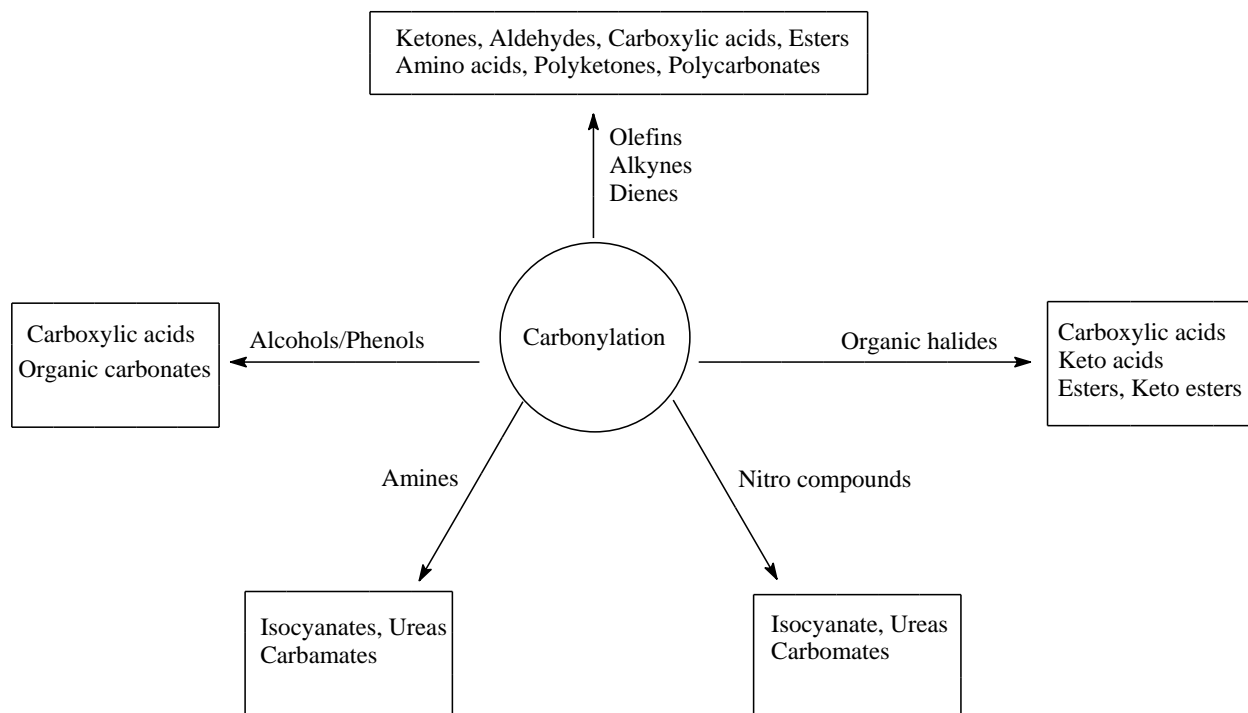 Ketones, Aldehydes, Carboxylic acids, Esters
Amino acids, Polyketones, Polycarbonates
Olefins
Alkynes
Dienes
Carboxylic acids
Organic carbonates
Alcohols/Phenols
Carbonylation
Organic halides
Carboxylic acids
Keto acids
Esters, Keto esters
Amines
Nitro compounds
Isocyanates, Ureas
Carbamates
Isocyanate, Ureas
Carbomates